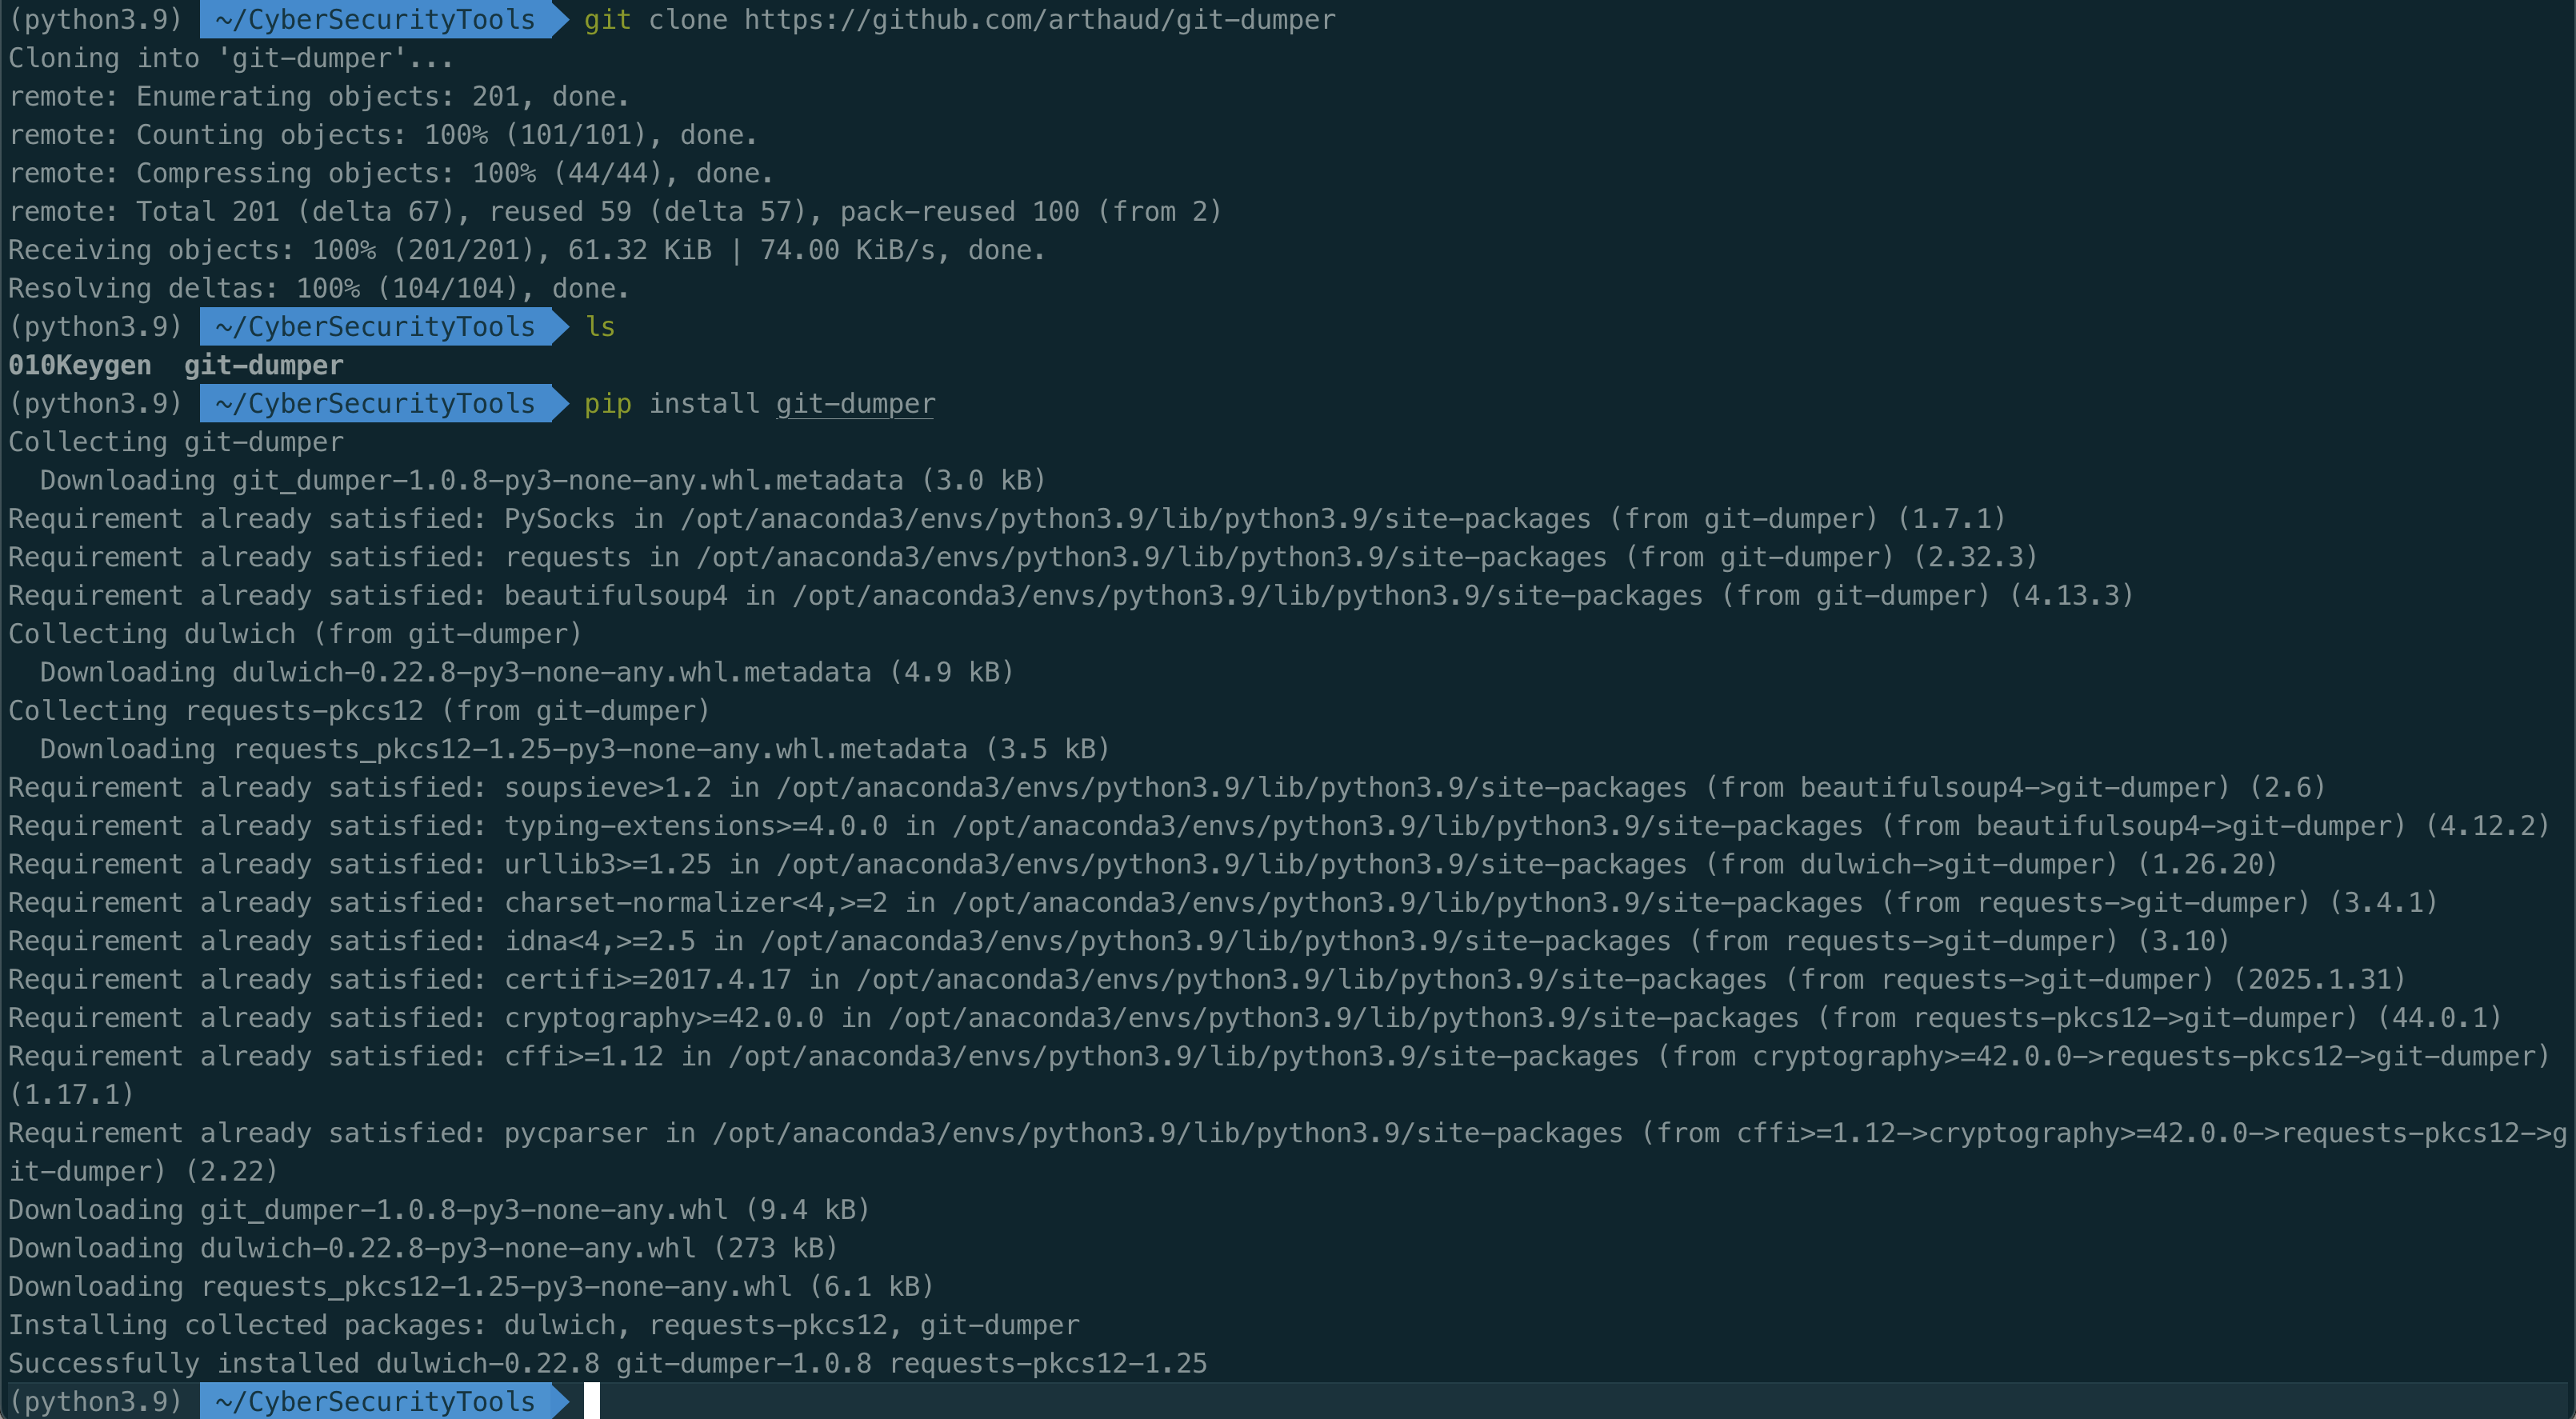 (python3.9) ~/CyberSecurityTools git clone https://github.com/arthaud/git-dumper
Cloning into 'git-dumper'...
remote: Enumerating objects: 201, done.
remote: Counting objects: 100% (101/101), done.
remote: Compressing objects: 100% (44/44), done.
remote: Total 201 (delta 67), reused 59 (delta 57), pack-reused 100 (from 2)
Receiving objects: 100% (201/201), 61.32 KiB | 74.00 KiB/s, done.
Resolving deltas: 100% (104/104), done.
(python3.9) ~/CyberSecurityTools ls
010Keygen  git-dumper
(python3.9) ~/CyberSecurityTools pip install git-dumper
Collecting git-dumper
  Downloading git_dumper-1.0.8-py3-none-any.whl.metadata (3.0 kB)
Requirement already satisfied: PySocks in /opt/anaconda3/envs/python3.9/lib/python3.9/site-packages (from git-dumper) (1.7.1)
Requirement already satisfied: requests in /opt/anaconda3/envs/python3.9/lib/python3.9/site-packages (from git-dumper) (2.32.3)
Requirement already satisfied: beautifulsoup4 in /opt/anaconda3/envs/python3.9/lib/python3.9/site-packages (from git-dumper) (4.13.3)
Collecting dulwich (from git-dumper)
  Downloading dulwich-0.22.8-py3-none-any.whl.metadata (4.9 kB)
Collecting requests-pkcs12 (from git-dumper)
  Downloading requests_pkcs12-1.25-py3-none-any.whl.metadata (3.5 kB)
Requirement already satisfied: soupsieve>1.2 in /opt/anaconda3/envs/python3.9/lib/python3.9/site-packages (from beautifulsoup4->git-dumper) (2.6)
Requirement already satisfied: typing-extensions>=4.0.0 in /opt/anaconda3/envs/python3.9/lib/python3.9/site-packages (from beautifulsoup4->git-dumper) (4.12.2)
Requirement already satisfied: urllib3>=1.25 in /opt/anaconda3/envs/python3.9/lib/python3.9/site-packages (from dulwich->git-dumper) (1.26.20)
Requirement already satisfied: charset-normalizer<4,>=2 in /opt/anaconda3/envs/python3.9/lib/python3.9/site-packages (from requests->git-dumper) (3.4.1)
Requirement already satisfied: idna<4,>=2.5 in /opt/anaconda3/envs/python3.9/lib/python3.9/site-packages (from requests->git-dumper) (3.10)
Requirement already satisfied: certifi>=2017.4.17 in /opt/anaconda3/envs/python3.9/lib/python3.9/site-packages (from requests->git-dumper) (2025.1.31)
Requirement already satisfied: cryptography>=42.0.0 in /opt/anaconda3/envs/python3.9/lib/python3.9/site-packages (from requests-pkcs12->git-dumper) (44.0.1)
Requirement already satisfied: cffi>=1.12 in /opt/anaconda3/envs/python3.9/lib/python3.9/site-packages (from cryptography>=42.0.0->requests-pkcs12->git-dumper)
(1.17.1)
Requirement already satisfied: pycparser in /opt/anaconda3/envs/python3.9/lib/python3.9/site-packages (from cffi>=1.12->cryptography>=42.0.0->requests-pkcs12->g
it-dumper) (2.22)
Downloading git_dumper-1.0.8-py3-none-any.whl (9.4 kB)
Downloading dulwich-0.22.8-py3-none-any.whl (273 kB)
Downloading requests_pkcs12-1.25-py3-none-any.whl (6.1 kB)
Installing collected packages: dulwich, requests-pkcs12, git-dumper
Successfully installed dulwich-0.22.8 git-dumper-1.0.8 requests-pkcs12-1.25
(python3.9) ~/CyberSecurityTools